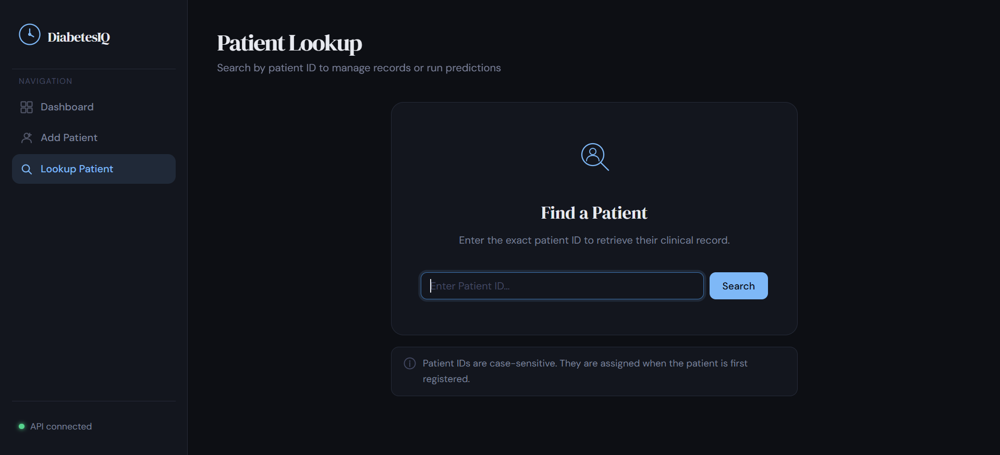 DiabetesIQ
NAVIGATION
Dashboard
Add Patient
Lookup Patient
API connected
Patient Lookup
Search by patient ID to manage records or run predictions
Find a Patient
Enter the exact patient ID to retrieve their clinical record.
Enter Patient ID...
Search
Patient IDs are case-sensitive. They are assigned when the patient is first
registered.